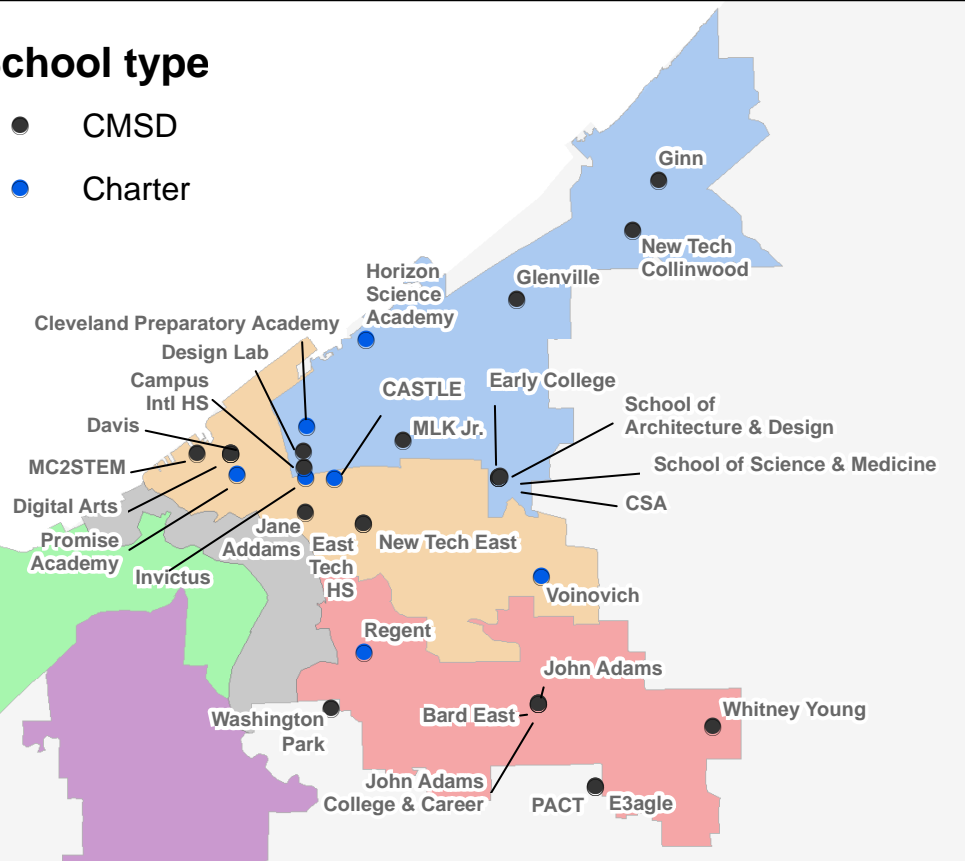 chool type
CMSD
Charter
Ginn
New Tech
Collinwood
Glenville
Horizon
Science
Academy
Cleveland Preparatory Academy
Design Lab
Campus
Intl HS
CASTLE
Early College
School of
Architecture & Design
Davis
MLK Jr.
MC2STEM
School of Science & Medicine
Digital Arts
CSA
Promise
Academy
Jane
Addams
East
Tech
HS
New Tech East
Invictus
Voinovich
Regent
John Adams
Bard East
Whitney Young
Washington
Park
John Adams
College & Career
PACT
E3agle